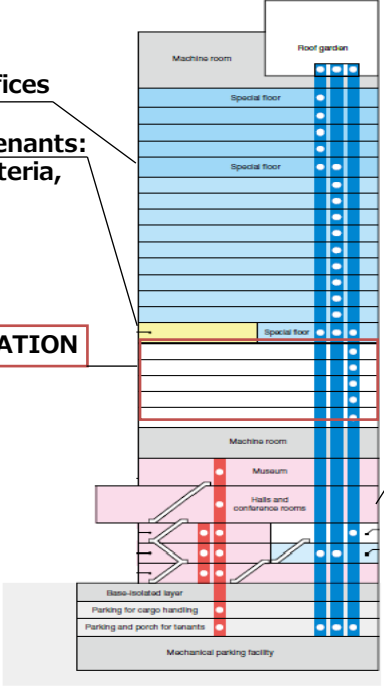 Roof garden
Machine room
fices
Special floor
enants:
teria,
Special floor
Special floor
ATION
Machine room
Museum
Halls and
conference rooms
Base-isolated layer
Parking for cargo handling
Parking and porch for tenants
Mechanical parking facility